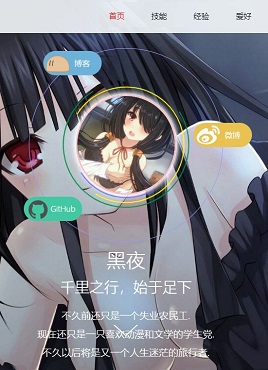 首页 技能 经验 爱好
博客
微博
GitHub
黑夜
千里之行，始于足下
不久前还只是一个失业农民工.
现在还只是一只喜欢动漫和文学的学生党.
不久以后将是又一个人生迷茫的旅行者.